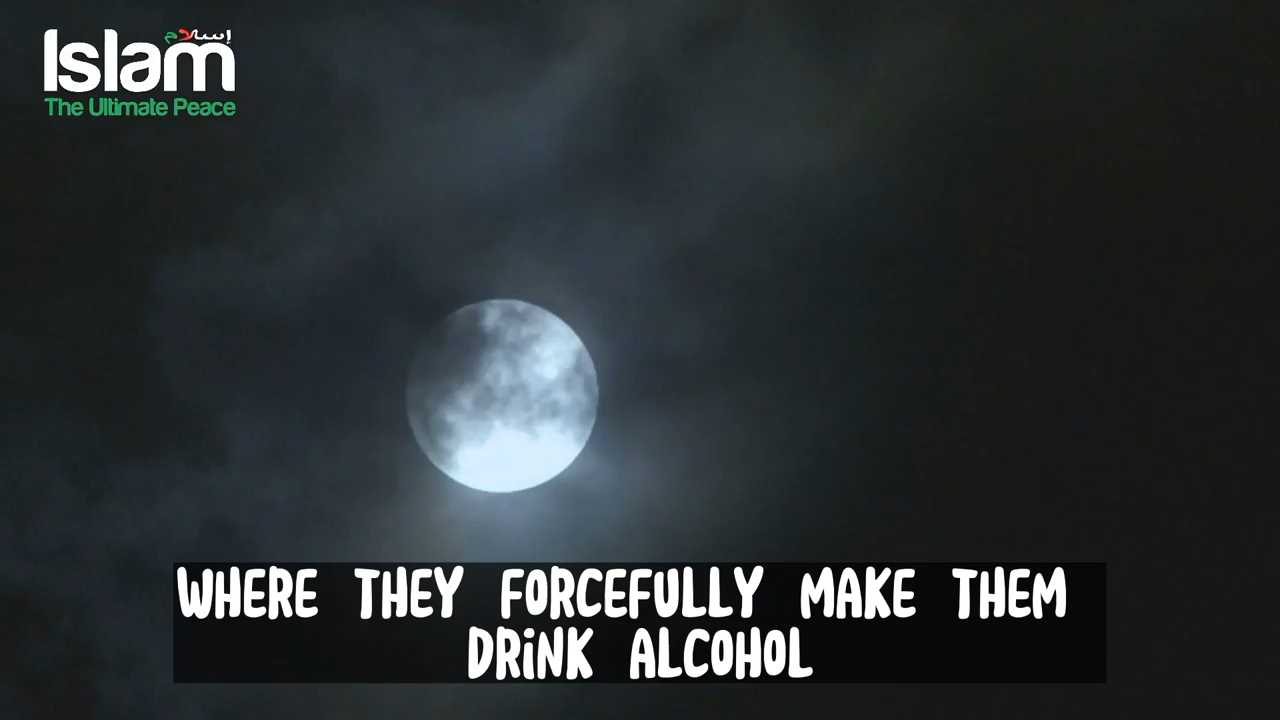 إسلام
Islam
The Ultimate Peace
WHERE THEY FORCEFULLY MAKE THEM
DRINK ALCOHOL